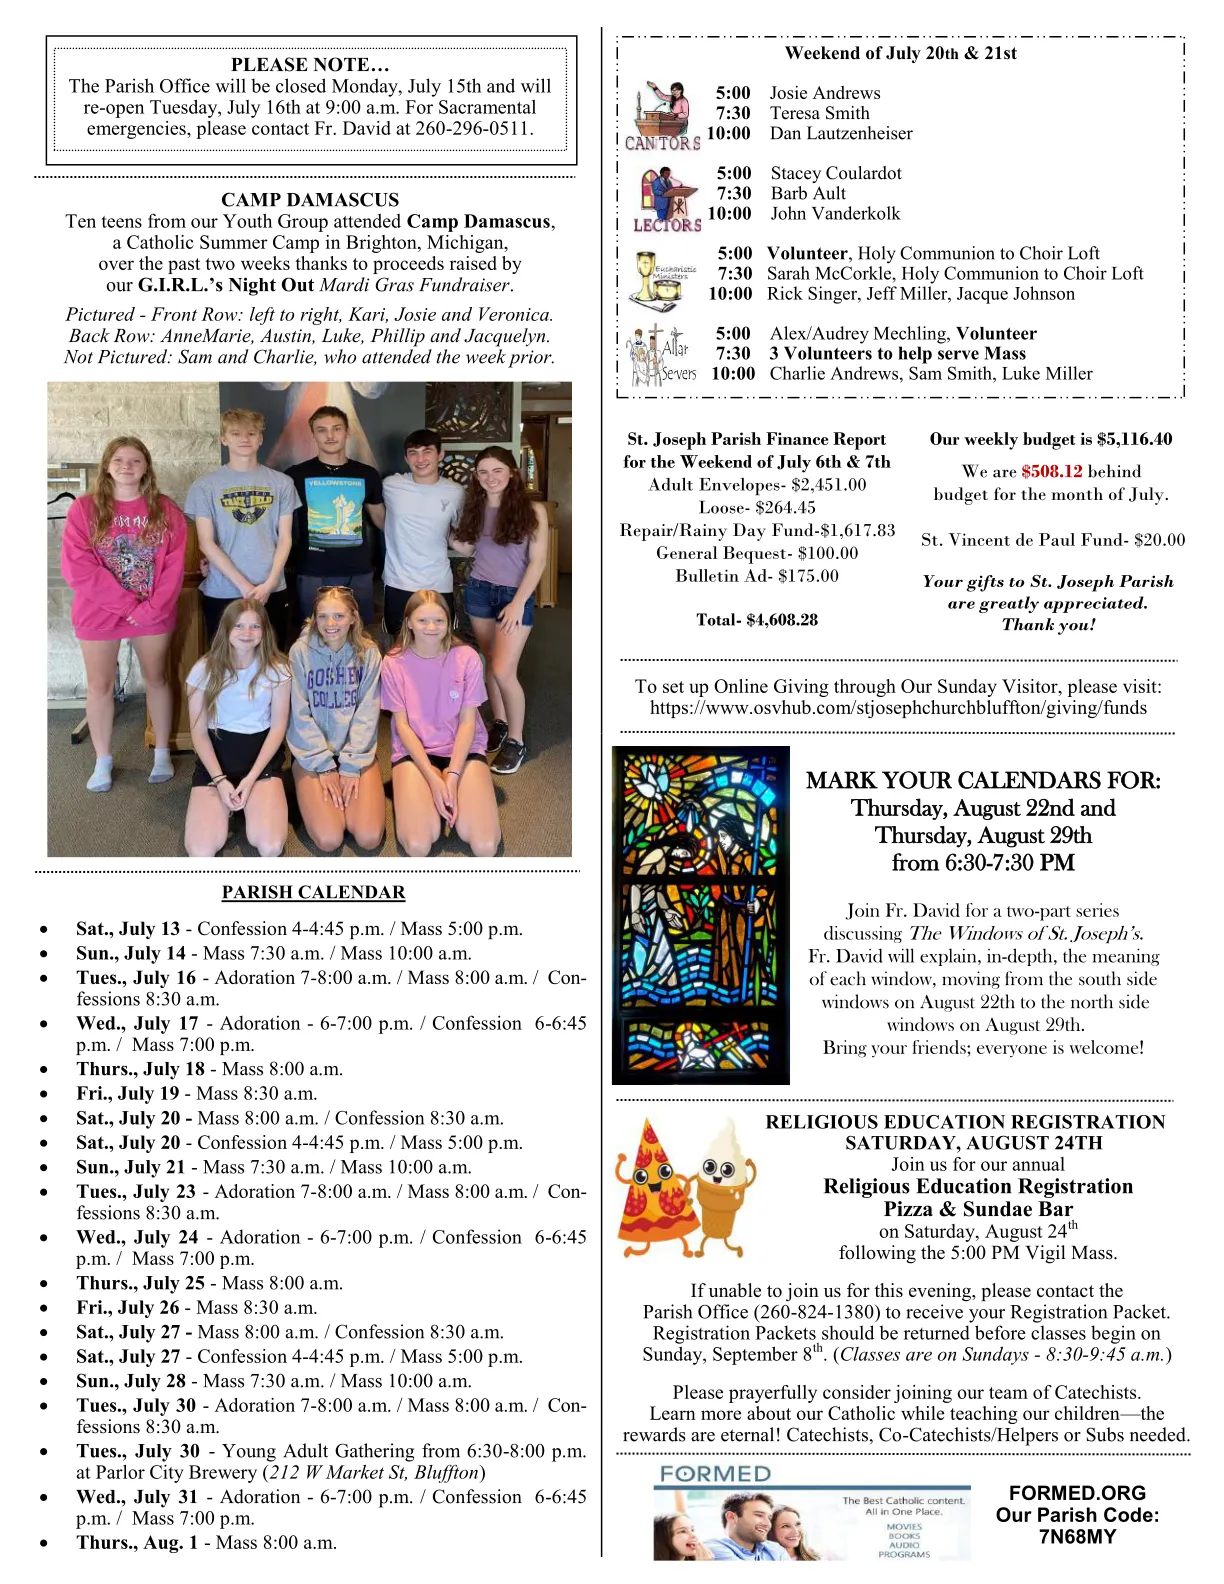 PLEASE NOTE…
The Parish Office will be closed Monday, July 15th and will
re-open Tuesday, July 16th at 9:00 a.m. For Sacramental
emergencies, please contact Fr. David at 260-296-0511.
CAMP DAMASCUS
Ten teens from our Youth Group attended Camp Damascus,
a Catholic Summer Camp in Brighton, Michigan,
over the past two weeks thanks to proceeds raised by
our G.I.R.L.'s Night Out Mardi Gras Fundraiser.
Pictured - Front Row: left to right, Kari, Josie and Veronica.
Back Row: AnneMarie, Austin, Luke, Phillip and Jacquelyn.
Not Pictured: Sam and Charlie, who attended the week prior.
YELLOWSTONE
GOSHEN
COLLEGE
PARISH CALENDAR
• Sat., July 13 - Confession 4-4:45 p.m. / Mass 5:00 p.m.
• Sun., July 14 - Mass 7:30 a.m. / Mass 10:00 a.m.
• Tues., July 16 - Adoration 7-8:00 a.m. / Mass 8:00 a.m. / Con-
fessions 8:30 a.m.
• Wed., July 17 - Adoration - 6-7:00 p.m. / Confession 6-6:45
p.m. / Mass 7:00 p.m.
• Thurs., July 18 - Mass 8:00 a.m.
• Fri., July 19 - Mass 8:30 a.m.
• Sat., July 20 - Mass 8:00 a.m. / Confession 8:30 a.m.
• Sat., July 20 - Confession 4-4:45 p.m. / Mass 5:00 p.m.
• Sun., July 21 - Mass 7:30 a.m. / Mass 10:00 a.m.
• Tues., July 23 - Adoration 7-8:00 a.m. / Mass 8:00 a.m. / Con-
fessions 8:30 a.m.
• Wed., July 24 - Adoration - 6-7:00 p.m. / Confession 6-6:45
p.m. / Mass 7:00 p.m.
• Thurs., July 25 - Mass 8:00 a.m.
• Fri., July 26 - Mass 8:30 a.m.
• Sat., July 27 - Mass 8:00 a.m. / Confession 8:30 a.m.
• Sat., July 27 - Confession 4-4:45 p.m. / Mass 5:00 p.m.
• Sun., July 28 - Mass 7:30 a.m. / Mass 10:00 a.m.
• Tues., July 30 - Adoration 7-8:00 a.m. / Mass 8:00 a.m. / Con-
fessions 8:30 a.m.
• Tues., July 30 - Young Adult Gathering from 6:30-8:00 p.m.
at Parlor City Brewery (212 W Market St, Bluffton)
• Wed., July 31 - Adoration - 6-7:00 p.m. / Confession 6-6:45
p.m. / Mass 7:00 p.m.
• Thurs., Aug. 1 - Mass 8:00 a.m.
Weekend of July 20th & 21st
5:00 Josie Andrews
7:30 Teresa Smith
10:00 Dan Lautzenheiser
CANTORS
5:00 Stacey Coulardot
7:30 Barb Ault
10:00 John Vanderkolk
LECTORS
5:00 Volunteer, Holy Communion to Choir Loft
Eucharistic
Ministers
7:30 Sarah McCorkle, Holy Communion to Choir Loft
10:00 Rick Singer, Jeff Miller, Jacque Johnson
5:00 Alex/Audrey Mechling, Volunteer
Altar
7:30 3 Volunteers to help serve Mass
Servers
10:00 Charlie Andrews, Sam Smith, Luke Miller
St. Joseph Parish Finance Report
for the Weekend of July 6th & 7th
Adult Envelopes- $2,451.00
Loose- $264.45
Repair/Rainy Day Fund-$1,617.83
General Bequest- $100.00
Bulletin Ad- $175.00
Total- $4,608.28
Our weekly budget is $5,116.40
We are $508.12 behind
budget for the month of July.
St. Vincent de Paul Fund- $20.00
Your gifts to St. Joseph Parish
are greatly appreciated.
Thank you!
To set up Online Giving through Our Sunday Visitor, please visit:
https://www.osvhub.com/stjosephchurchbluffton/giving/funds
MARK YOUR CALENDARS FOR:
Thursday, August 22nd and
Thursday, August 29th
from 6:30-7:30 PM
Join Fr. David for a two-part series
discussing The Windows of St. Joseph's.
Fr. David will explain, in-depth, the meaning
of each window, moving from the south side
windows on August 22th to the north side
windows on August 29th.
Bring your friends; everyone is welcome!
RELIGIOUS EDUCATION REGISTRATION
SATURDAY, AUGUST 24TH
Join us for our annual
Religious Education Registration
Pizza & Sundae Bar
on Saturday, August 24th
following the 5:00 PM Vigil Mass.
If unable to join us for this evening, please contact the
Parish Office (260-824-1380) to receive your Registration Packet.
Registration Packets should be returned before classes begin on
Sunday, September 8th. (Classes are on Sundays - 8:30-9:45 a.m.)
Please prayerfully consider joining our team of Catechists.
Learn more about our Catholic while teaching our children—the
rewards are eternal! Catechists, Co-Catechists/Helpers or Subs needed.
FORMED
The Best Catholic content.
All in One Place.
MOVIES
BOOKS
AUDIO
PROGRAMS
FORMED.ORG
Our Parish Code:
7N68MY